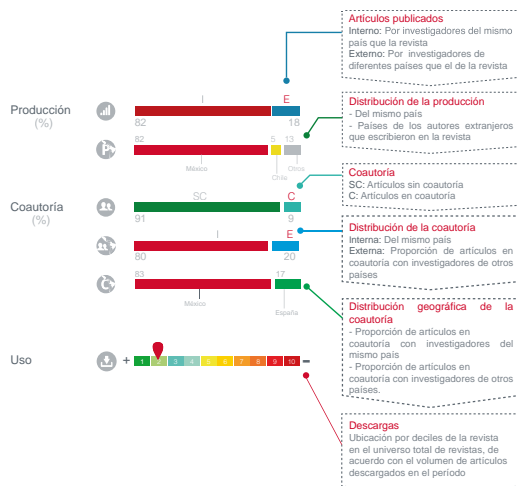 Artículos publicados
Interno: Por investigadores del mismo
país que la revista
Externo: Por investigadores de
diferentes países que el de la revista
I
E
Producción
(%)
82
18
Distribución de la producción
- Del mismo país
- Países de los autores extranjeros
que escribieron en la revista
82
5
13
P
México
Chile
Otros
Coautoría
SC: Artículos sin coautoría
C: Artículos en coautoría
SC
C
Coautoría
(%)
91
9
Distribución de la coautoría
Interna: Del mismo país
Externa: Proporción de artículos en
coautoría con investigadores de otros
países
I
E
80
20
83
17
C
México
España
Distribución geográfica de la
coautoría
- Proporción de artículos en
coautoría con investigadores del
mismo país
- Proporción de artículos en
coautoría con investigadores de otros
países.
Uso
+ 1 2 3 4 5 6 7 8 9 10 -
Descargas
Ubicación por deciles de la revista
en el universo total de revistas, de
acuerdo con el volumen de artículos
descargados en el período